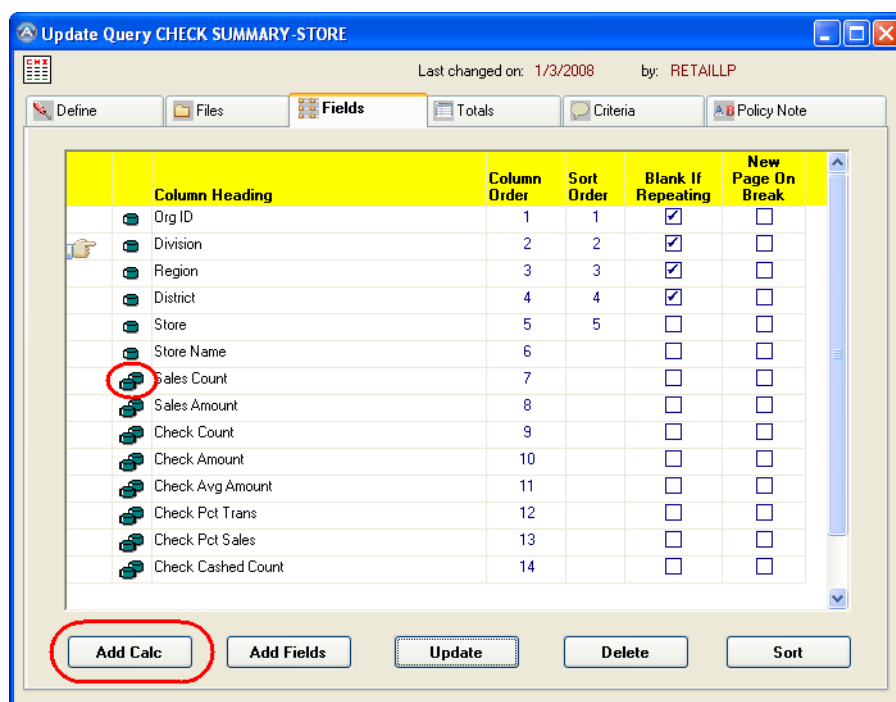 Update Query CHECK SUMMARY-STORE
Last changed on: 1/3/2008 by: RETAILLP
Define Files Fields Totals Criteria Policy Note
Column Heading Column Order Sort Order Blank If Repeating New Page On Break
Org ID 1 1
Division 2 2
Region 3 3
District 4 4
Store 5 5
Store Name 6
Sales Count 7
Sales Amount 8
Check Count 9
Check Amount 10
Check Avg Amount 11
Check Pct Trans 12
Check Pct Sales 13
Check Cashed Count 14
Add Calc Add Fields Update Delete Sort